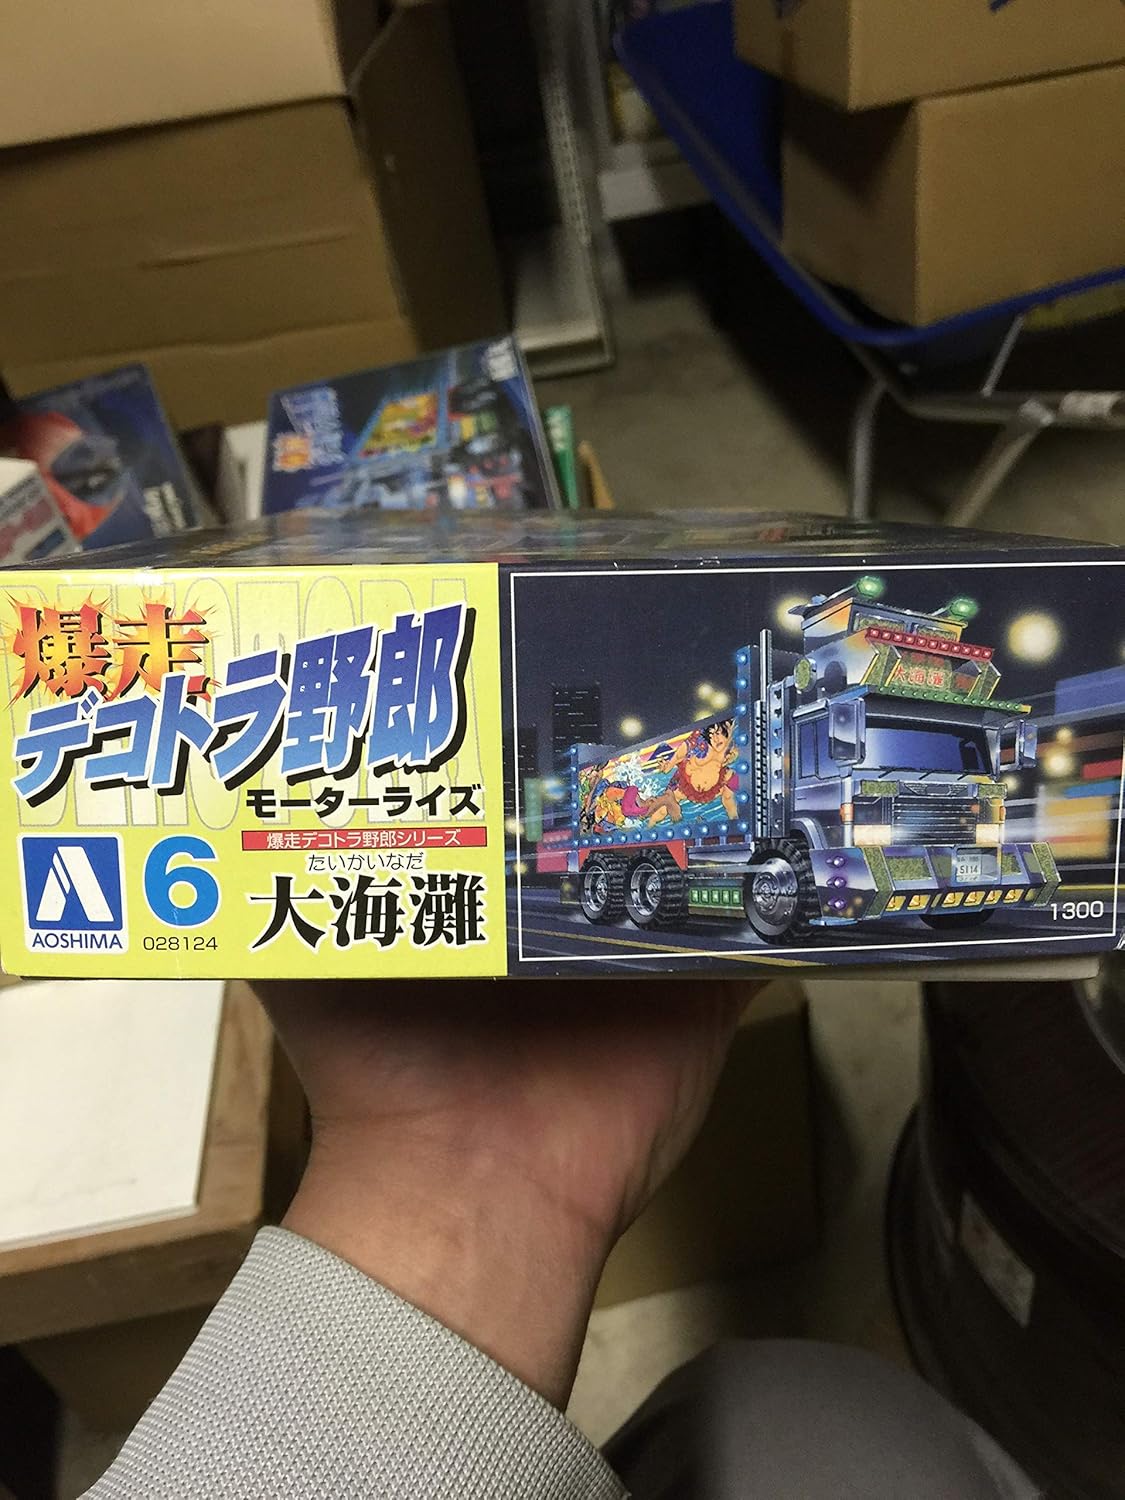 爆走
デコトラ野郎
モーターライズ
爆走デコトラ野郎シリーズ
たいかいなだ
大海灘
AOSHIMA
6
028124
大海灘
5114
1300